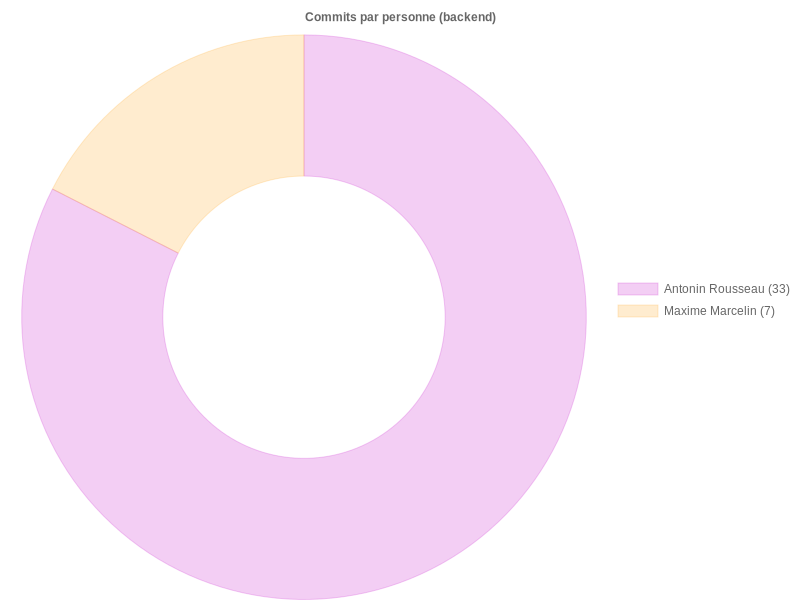 Commits par personne (backend)
Antonin Rousseau (33)
Maxime Marcelin (7)